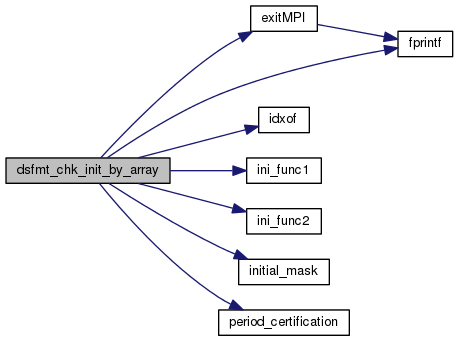 exitMPI
fprintf
idxof
dsfmt_chk_init_by_array
ini_func1
ini_func2
initial_mask
period_certification